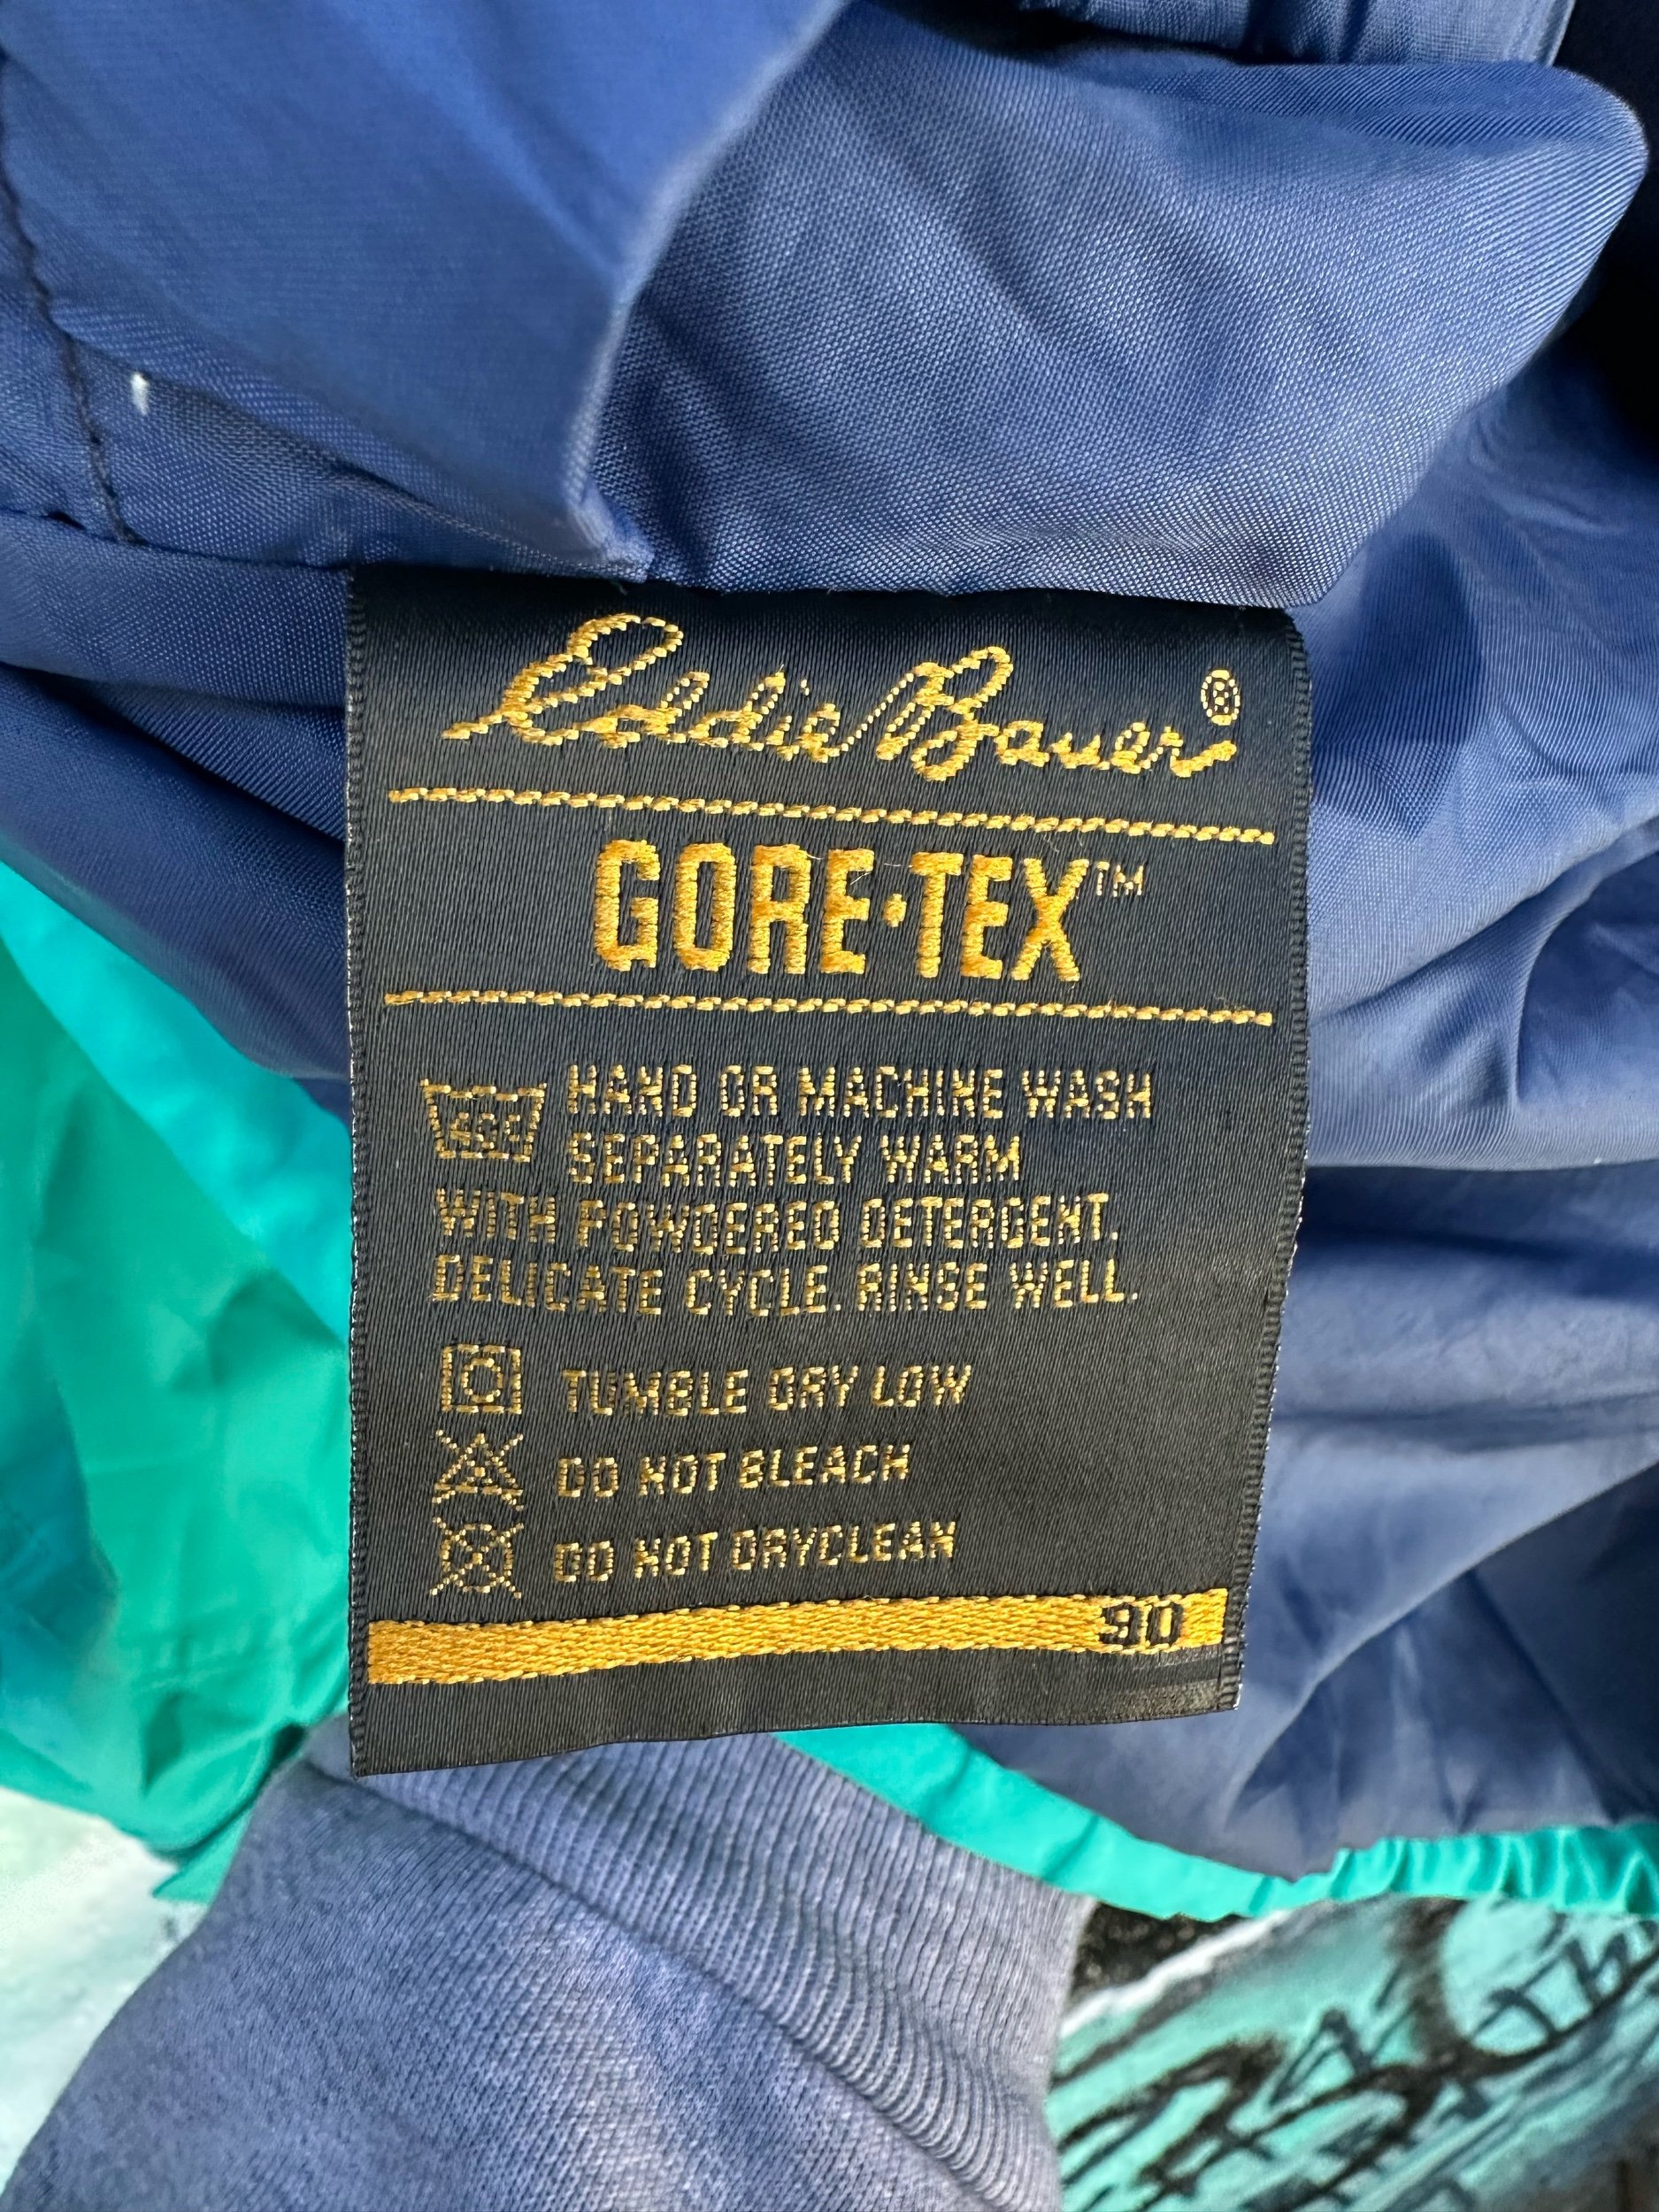 Eddie Bauer®
GORE·TEX™
40C HAND OR MACHINE WASH
SEPARATELY WARM
WITH POWDERED DETERGENT.
DELICATE CYCLE. RINSE WELL.
TUMBLE DRY LOW
DO NOT BLEACH
DO NOT DRYCLEAN
90